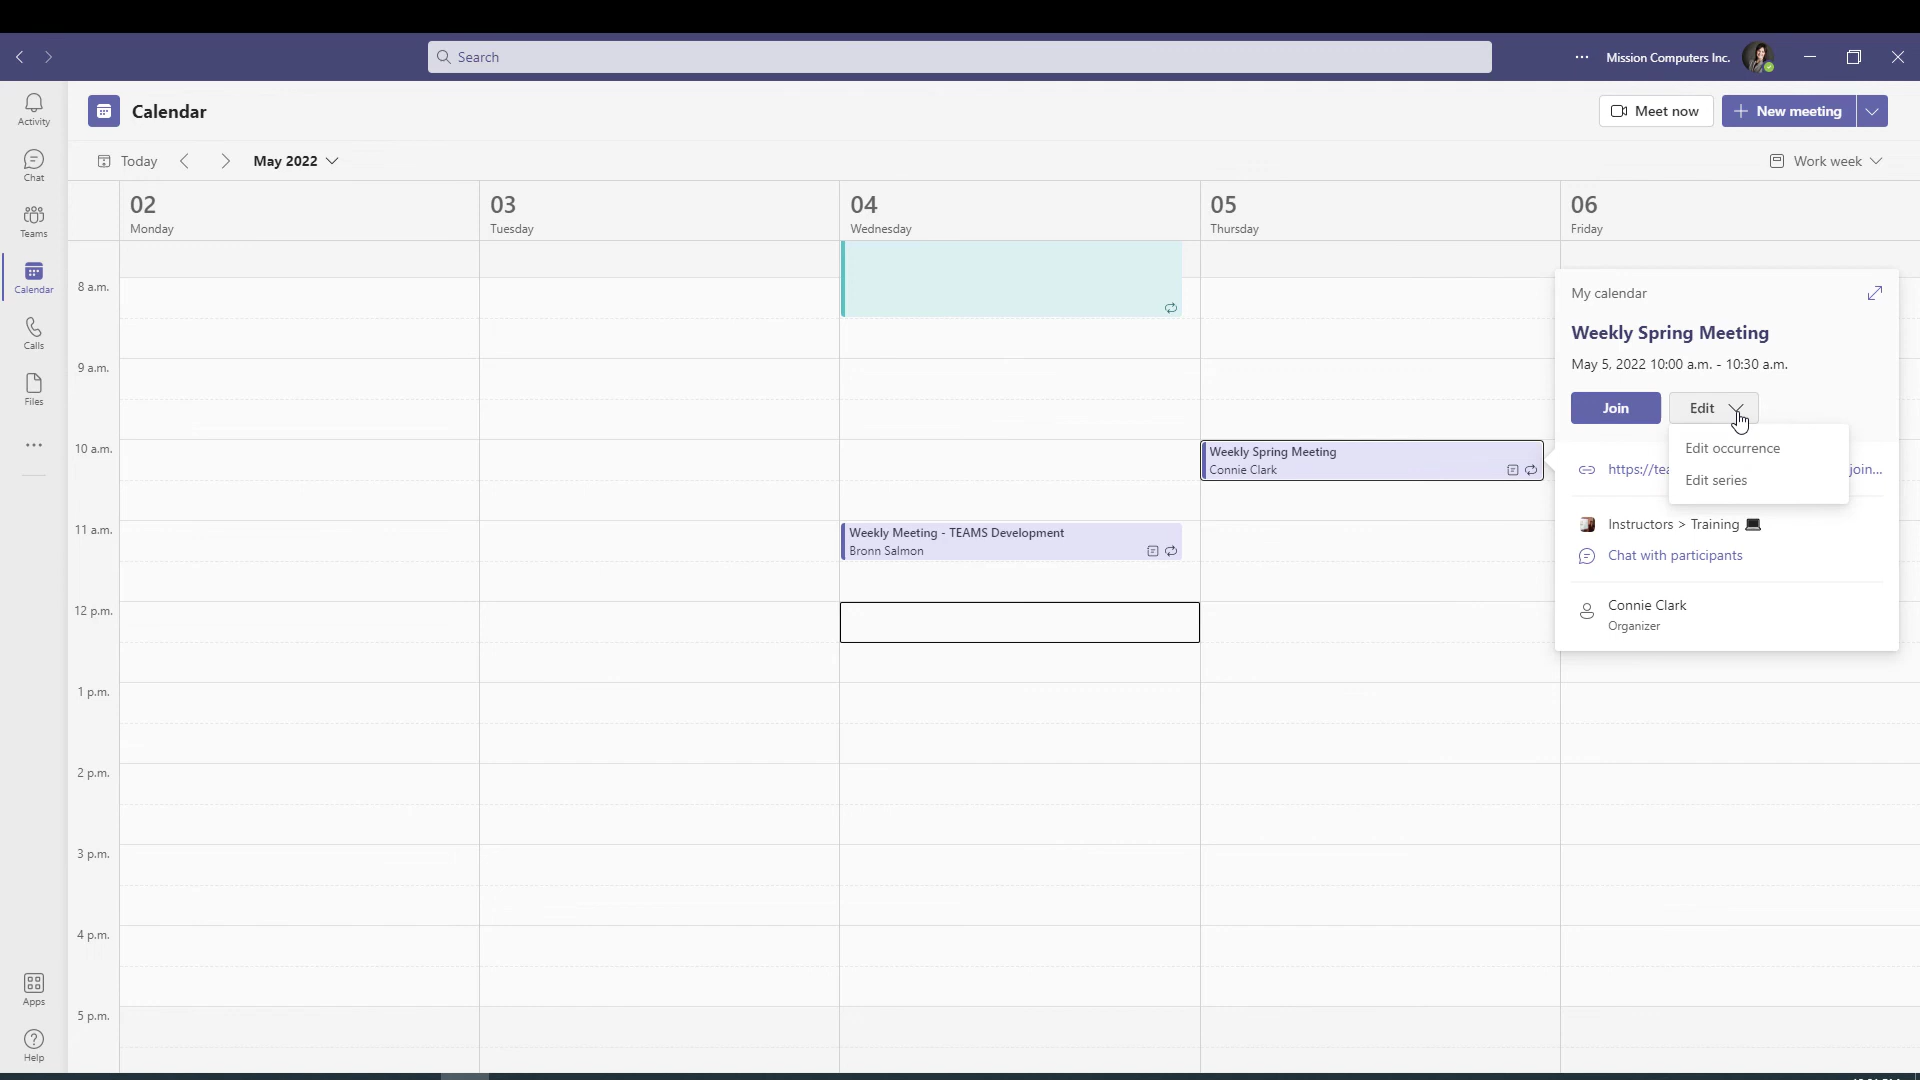 Search
Mission Computers Inc.
Activity
Chat
Teams
Calendar
Calls
Files
Apps
Help
Calendar
Meet now
New meeting
Today
May 2022
Work week
02
Monday
03
Tuesday
04
Wednesday
05
Thursday
06
Friday
8 a.m.
9 a.m.
10 a.m.
11 a.m.
12 p.m.
1 p.m.
2 p.m.
3 p.m.
4 p.m.
5 p.m.
Weekly Meeting - TEAMS Development
Bronn Salmon
Weekly Spring Meeting
Connie Clark
My calendar
Weekly Spring Meeting
May 5, 2022 10:00 a.m. - 10:30 a.m.
Join
Edit
Edit occurrence
Edit series
https://tea join...
Instructors > Training
Chat with participants
Connie Clark
Organizer